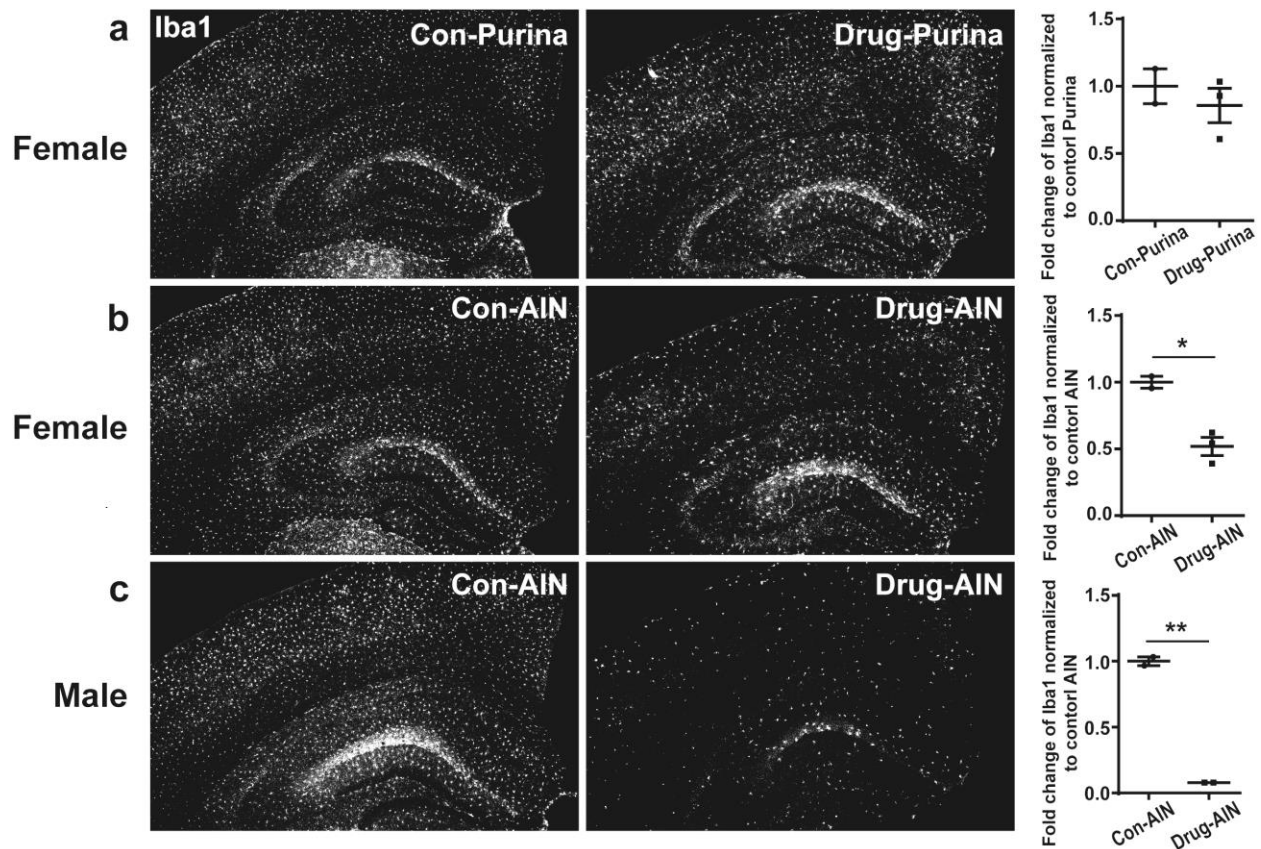 a
Iba1
Con-Purina
Drug-Purina
Female
Fold change of Iba1 normalized
to contorl Purina
1.5
1.0
0.5
0.0
Con-Purina
Drug-Purina
b
Con-AIN
Drug-AIN
Female
Fold change of Iba1 normalized
to contorl AIN
1.5
1.0
0.5
0.0
*
Con-AIN
Drug-AIN
c
Con-AIN
Drug-AIN
Male
Fold change of Iba1 normalized
to contorl AIN
1.5
1.0
0.5
0.0
**
Con-AIN
Drug-AIN